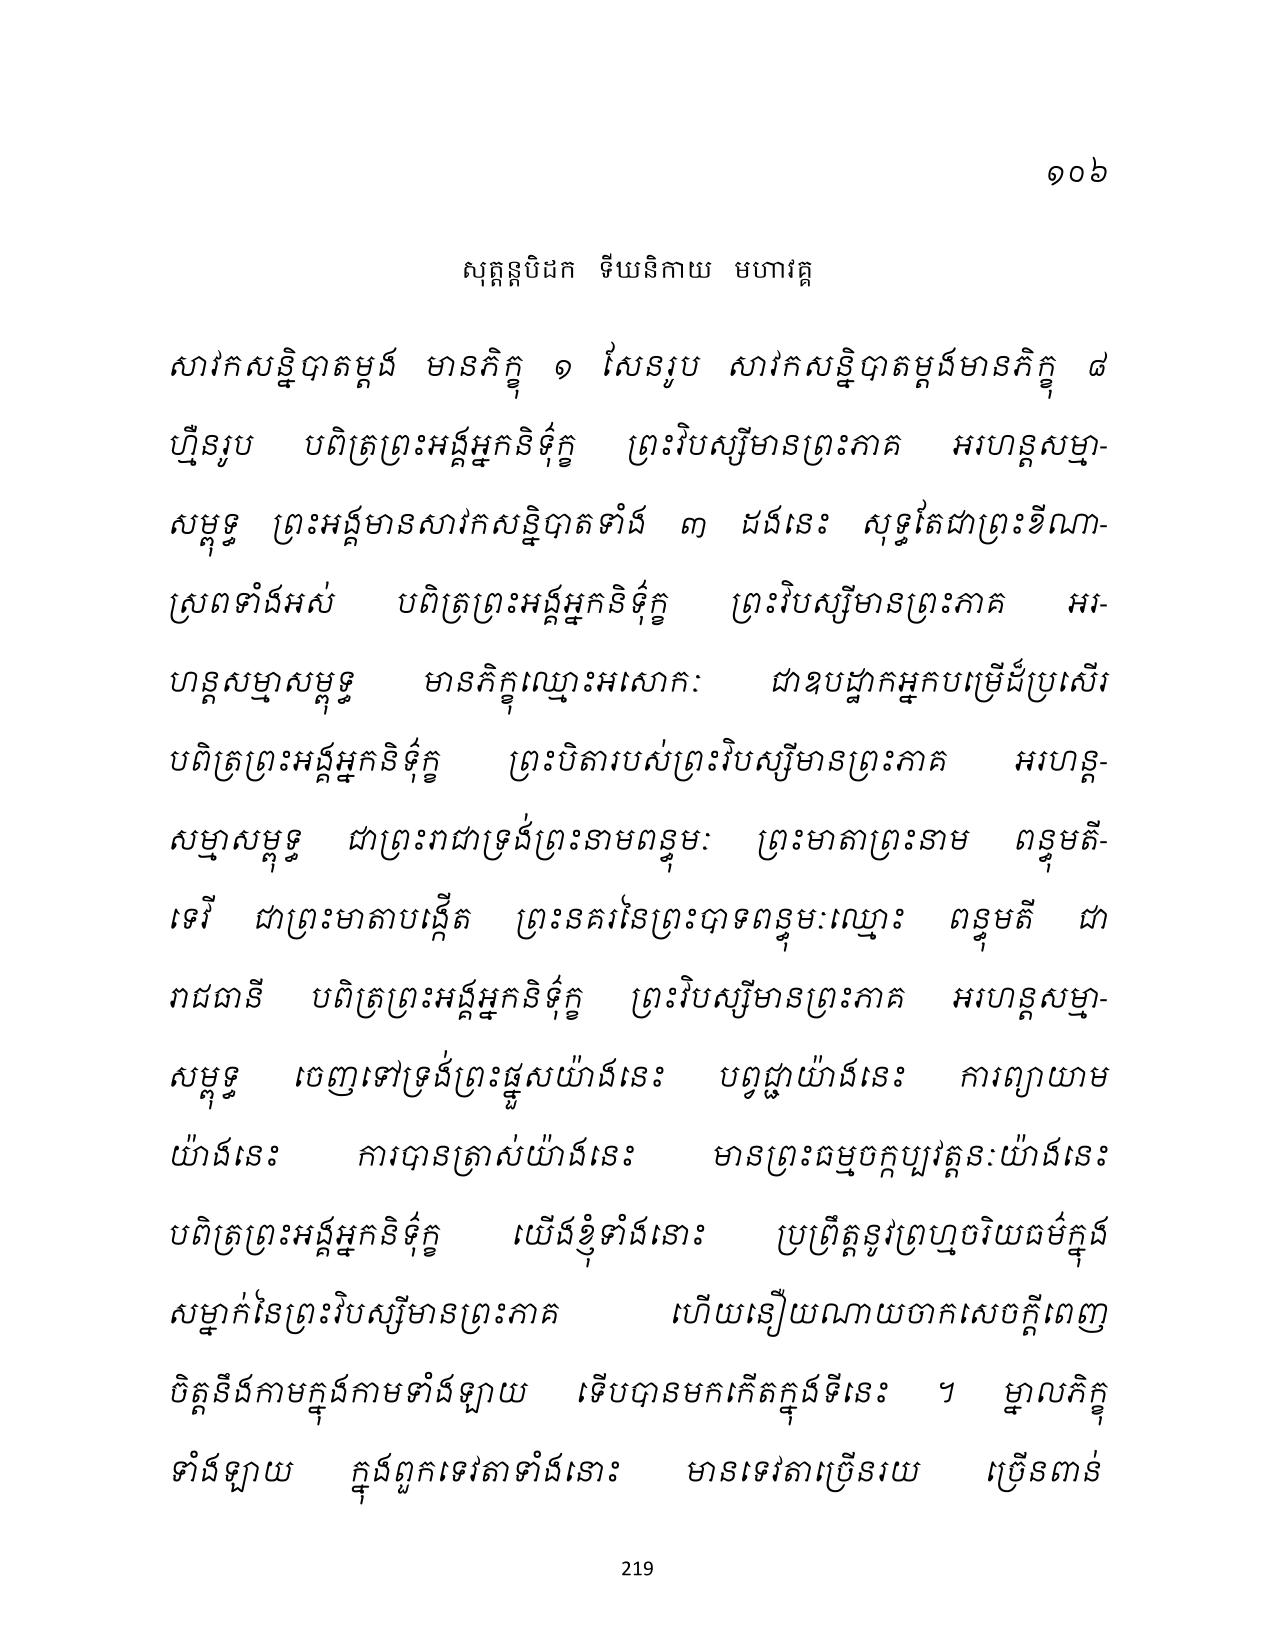 ១០៦
សុត្តន្តបិដក ទីឃនិកាយ មហាវគ្គ
សាវកសន្និបាតម្តង មានភិក្ខុ ១ សែនរូប សាវកសន្និបាតម្តងមានភិក្ខុ ៨
ហ្មឺនរូប បពិត្រព្រះអង្គអ្នកនិទ៌ុក្ខ ព្រះវិបស្សីមានព្រះភាគ អរហន្តសម្មា-
សម្ពុទ្ធ ព្រះអង្គមានសាវកសន្និបាតទាំង ៣ ដងនេះ សុទ្ធតែជាព្រះខីណា-
ស្រពទាំងអស់ បពិត្រព្រះអង្គអ្នកនិទ៌ុក្ខ ព្រះវិបស្សីមានព្រះភាគ អរ-
ហន្តសម្មាសម្ពុទ្ធ មានភិក្ខុឈ្មោះអសោកៈ ជាឧបដ្ឋាកអ្នកបម្រើដ៏ប្រសើរ
បពិត្រព្រះអង្គអ្នកនិទ៌ុក្ខ ព្រះបិតារបស់ព្រះវិបស្សីមានព្រះភាគ អរហន្ត-
សម្មាសម្ពុទ្ធ ជាព្រះរាជាទ្រង់ព្រះនាមពន្ធុមៈ ព្រះមាតាព្រះនាម ពន្ធុមតី-
ទេវី ជាព្រះមាតាបង្កើត ព្រះនគរនៃព្រះបាទពន្ធុមៈឈ្មោះ ពន្ធុមតី ជា
រាជធានី បពិត្រព្រះអង្គអ្នកនិទ៌ុក្ខ ព្រះវិបស្សីមានព្រះភាគ អរហន្តសម្មា-
សម្ពុទ្ធ ចេញទៅទ្រង់ព្រះផ្នួសយ៉ាងនេះ បព្វជ្ជាយ៉ាងនេះ ការព្យាយាម
យ៉ាងនេះ ការបានត្រាស់យ៉ាងនេះ មានព្រះធម្មចក្កប្បវត្តនៈយ៉ាងនេះ
បពិត្រព្រះអង្គអ្នកនិទ៌ុក្ខ យើងខ្ញុំទាំងនោះ ប្រព្រឹត្តនូវព្រហ្មចរិយធម៌ក្នុង
សម្នាក់នៃព្រះវិបស្សីមានព្រះភាគ ហើយនឿយណាយចាកសេចក្តីពេញ
ចិត្តនឹងកាមក្នុងកាមទាំងឡាយ ទើបបានមកកើតក្នុងទីនេះ ។ ម្នាលភិក្ខុ
ទាំងឡាយ ក្នុងពួកទេវតាទាំងនោះ មានទេវតាច្រើនរយ ច្រើនពាន់
219